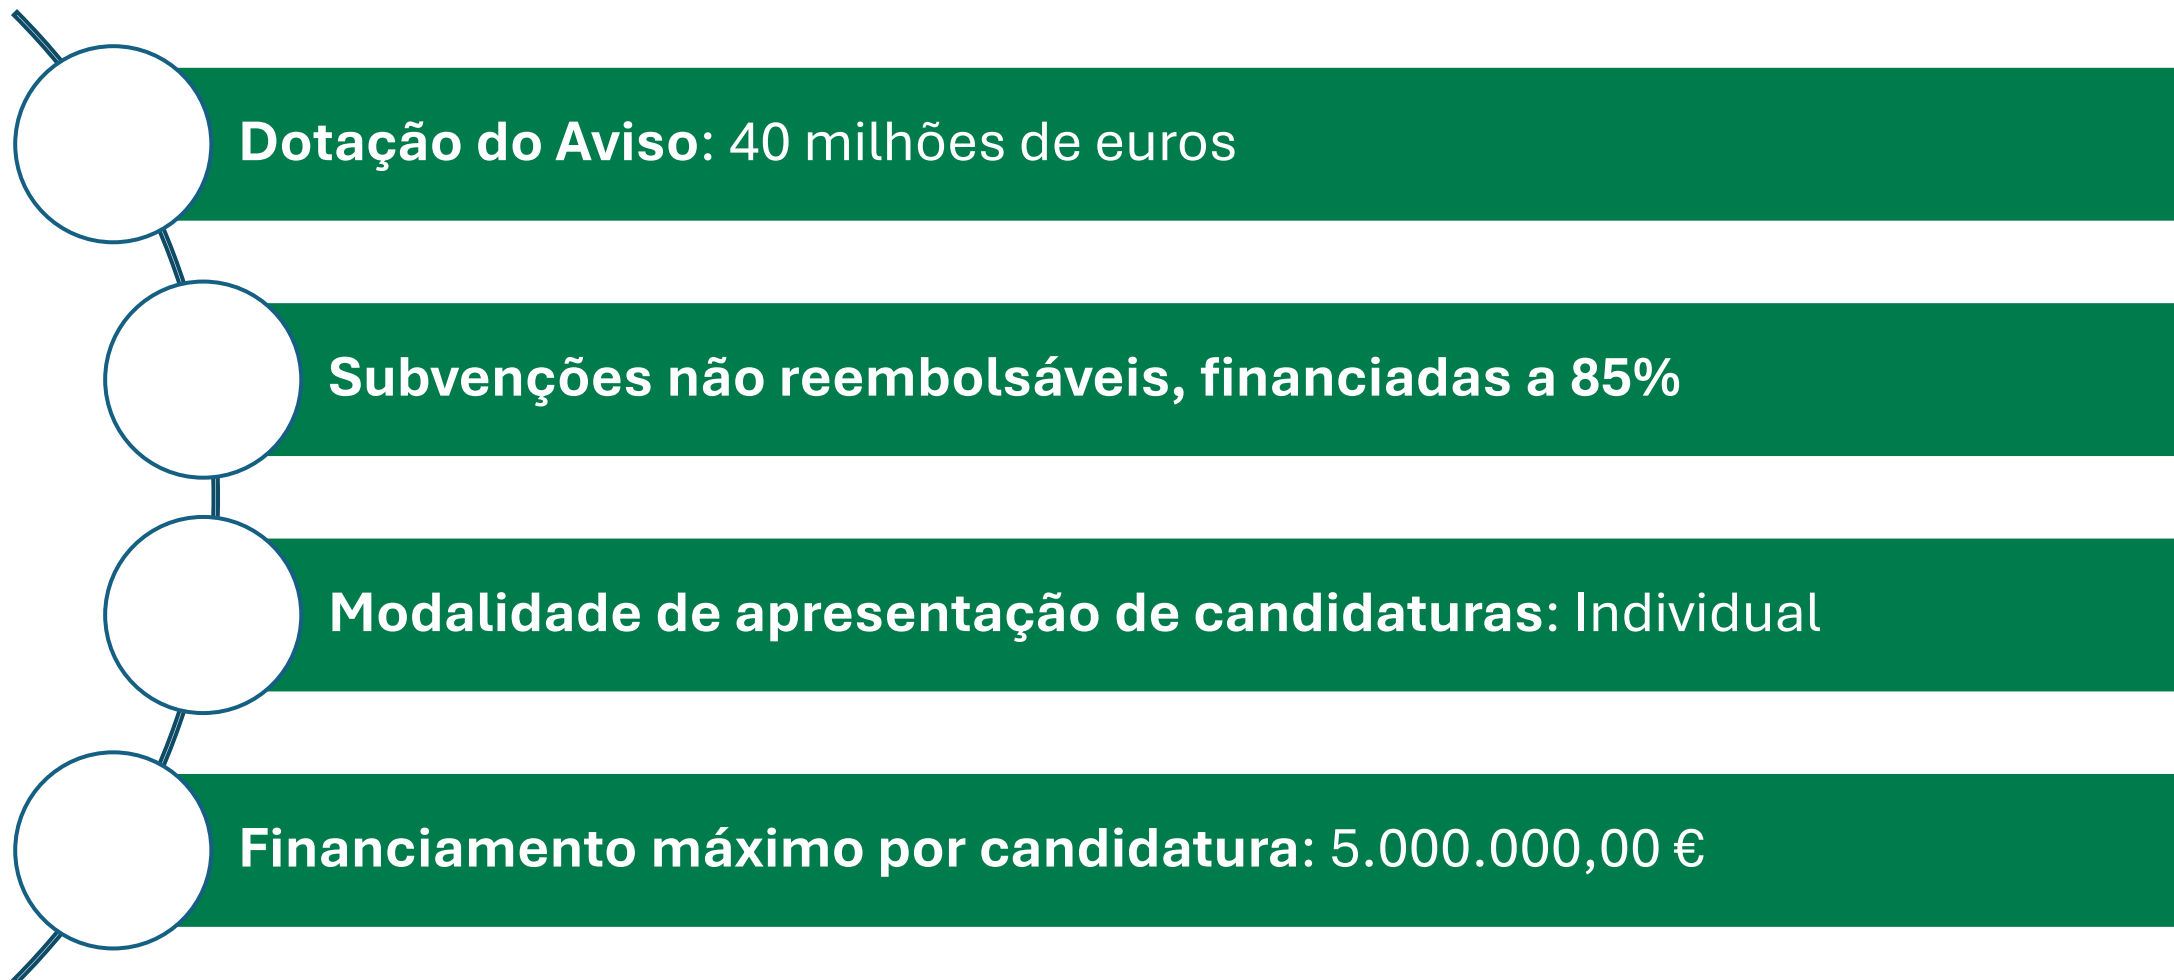 Dotação do Aviso: 40 milhões de euros
Subvenções não reembolsáveis, financiadas a 85%
Modalidade de apresentação de candidaturas: Individual
Financiamento máximo por candidatura: 5.000.000,00 €